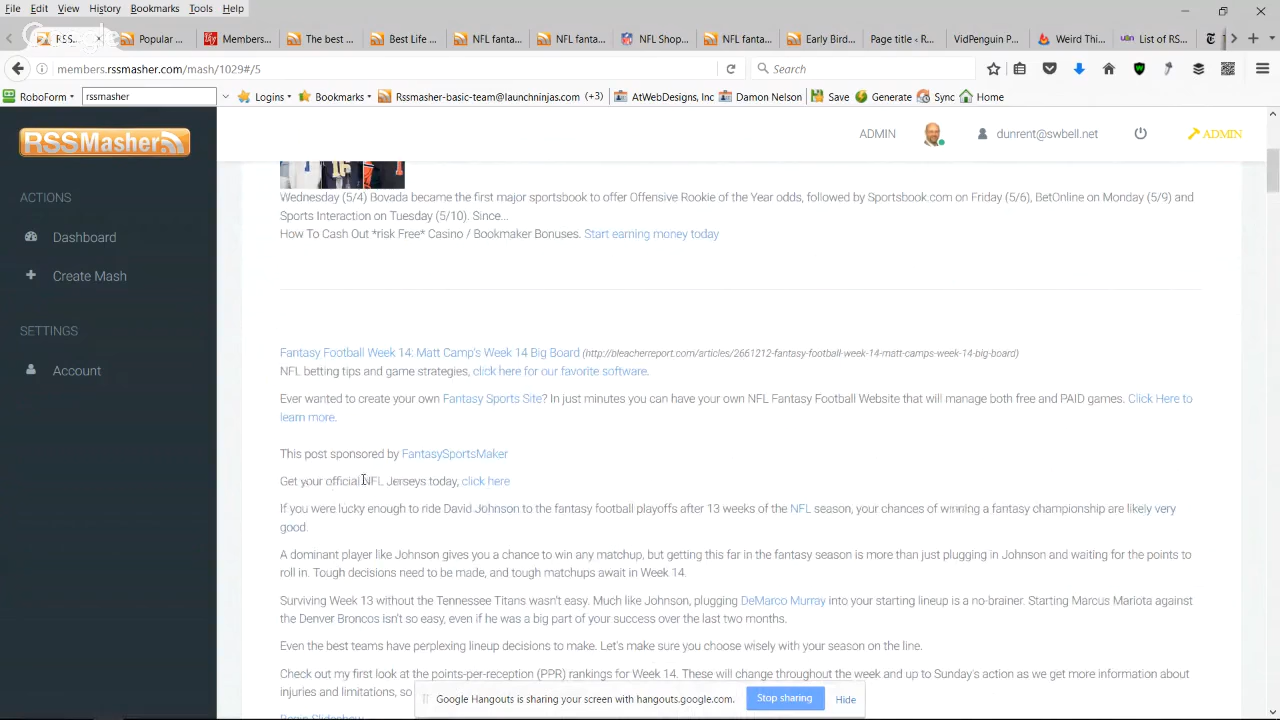 File Edit View History Bookmarks Tools Help
Google
RSS... Popular ... Members... The best ... Best Life ... NFL fanta... NFL fanta... NFL Shop... NFL fanta... Early Bird... Page title ‹ R... VidPenguin P... Weird Thi... List of RS...
members.rssmasher.com/mash/1029#/5 Search
RoboForm rssmasher Logins Bookmarks Rssmasher-basic-team@launchninjas.com (+3) AtWebDesigns, Inc Damon Nelson Save Generate Sync Home
RSSMasher
ADMIN dunrent@swbell.net ADMIN
ACTIONS
Dashboard
Create Mash
SETTINGS
Account
Wednesday (5/4) Bovada became the first major sportsbook to offer Offensive Rookie of the Year odds, followed by Sportsbook.com on Friday (5/6), BetOnline on Monday (5/9) and
Sports Interaction on Tuesday (5/10). Since...
How To Cash Out *risk Free* Casino / Bookmaker Bonuses. Start earning money today
Fantasy Football Week 14: Matt Camp's Week 14 Big Board (http://bleacherreport.com/articles/2661212-fantasy-football-week-14-matt-camps-week-14-big-board)
NFL betting tips and game strategies, click here for our favorite software.
Ever wanted to create your own Fantasy Sports Site? In just minutes you can have your own NFL Fantasy Football Website that will manage both free and PAID games. Click Here to
learn more.
This post sponsored by FantasySportsMaker
Get your official NFL Jerseys today, click here
If you were lucky enough to ride David Johnson to the fantasy football playoffs after 13 weeks of the NFL season, your chances of winning a fantasy championship are likely very
good.
A dominant player like Johnson gives you a chance to win any matchup, but getting this far in the fantasy season is more than just plugging in Johnson and waiting for the points to
roll in. Tough decisions need to be made, and tough matchups await in Week 14.
Surviving Week 13 without the Tennessee Titans wasn't easy. Much like Johnson, plugging DeMarco Murray into your starting lineup is a no-brainer. Starting Marcus Mariota against
the Denver Broncos isn't so easy, even if he was a big part of your success over the last two months.
Even the best teams have perplexing lineup decisions to make. Let's make sure you choose wisely with your season on the line.
Check out my first look at the points-per-reception (PPR) rankings for Week 14. These will change throughout the week and up to Sunday's action as we get more information about
injuries and limitations, so
Begin Slideshow
Google Hangouts is sharing your screen with hangouts.google.com. Stop sharing Hide